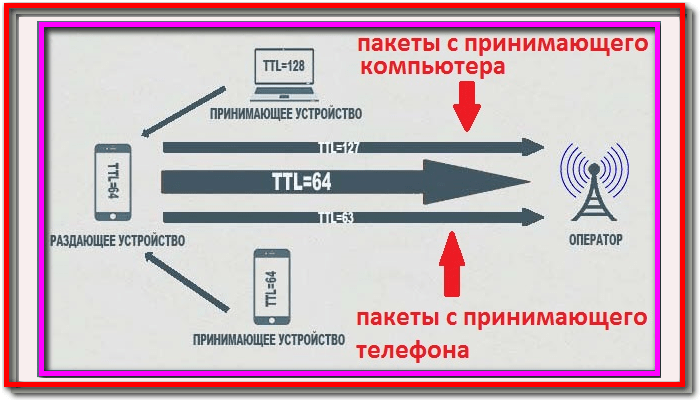 пакеты с принимающего
компьютера
TTL=128
ПРИНИМАЮЩЕЕ УСТРОЙСТВО
TTL=127
TTL=64
TTL=64
TTL=63
РАЗДАЮЩЕЕ УСТРОЙСТВО
ОПЕРАТОР
TTL=64
ПРИНИМАЮЩЕЕ УСТРОЙСТВО
пакеты с принимающего
телефона